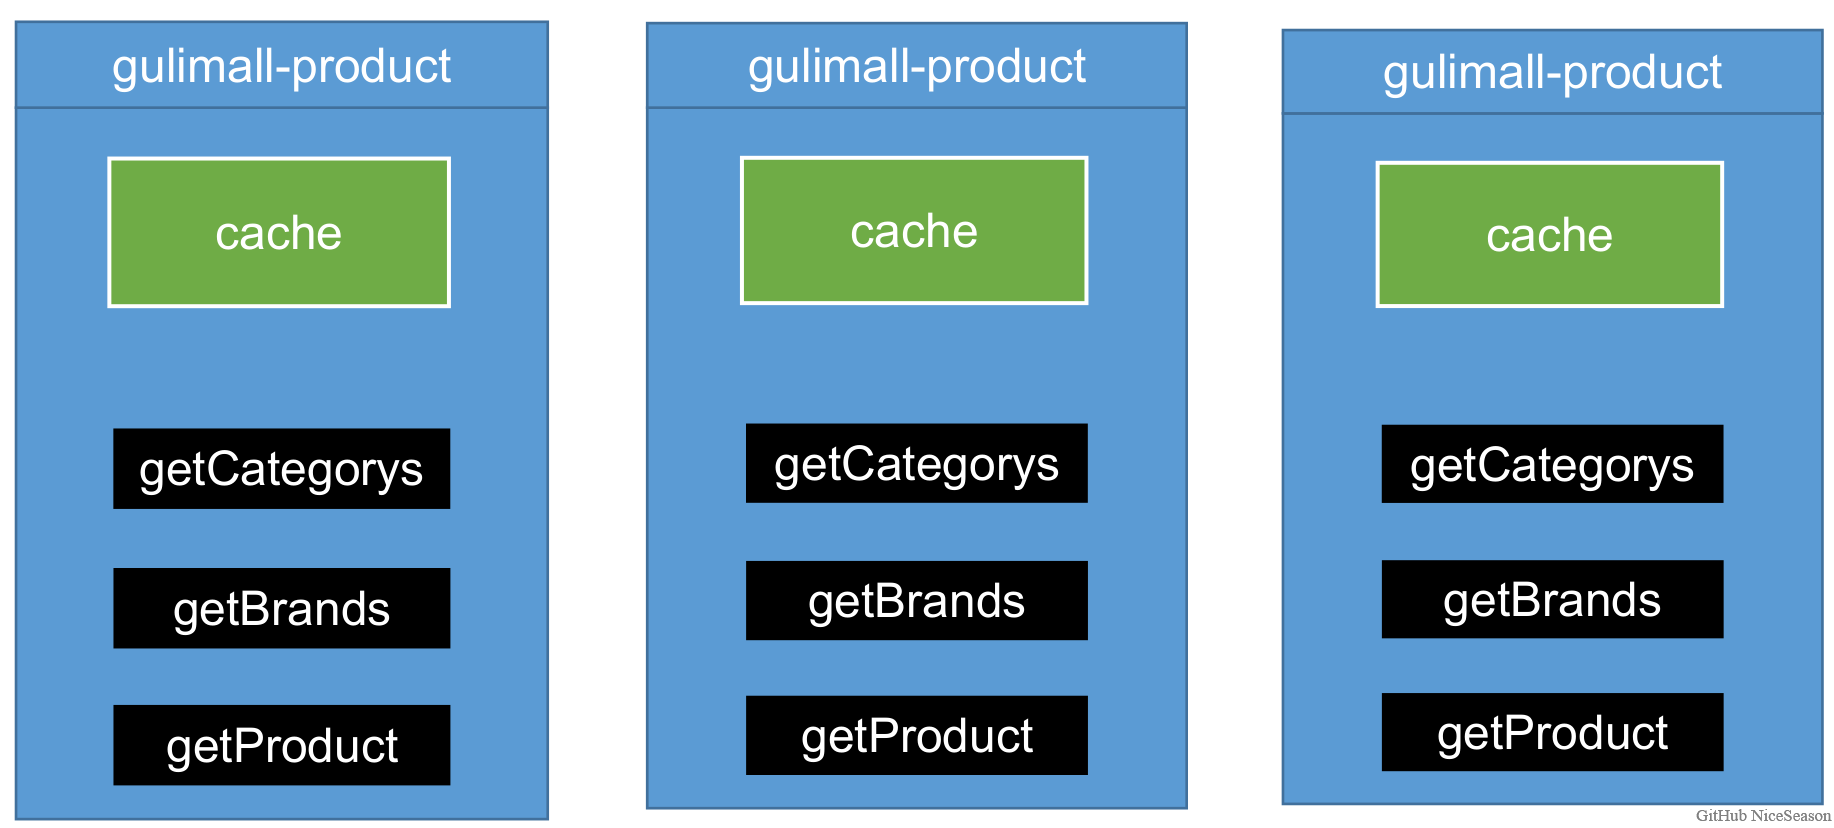 gulimall-product
cache
getCategorys
getBrands
getProduct
gulimall-product
cache
getCategorys
getBrands
getProduct
gulimall-product
cache
getCategorys
getBrands
getProduct
GitHub NiceSeason